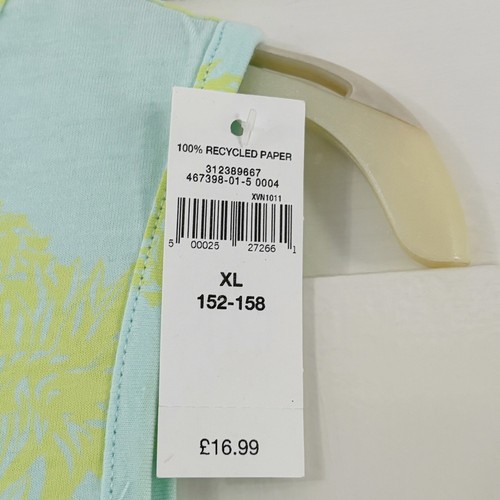 100% RECYCLED PAPER
312389667
467398-01-5 0004
XVN1011
5 00025 27266 1
XL
152-158
£16.99